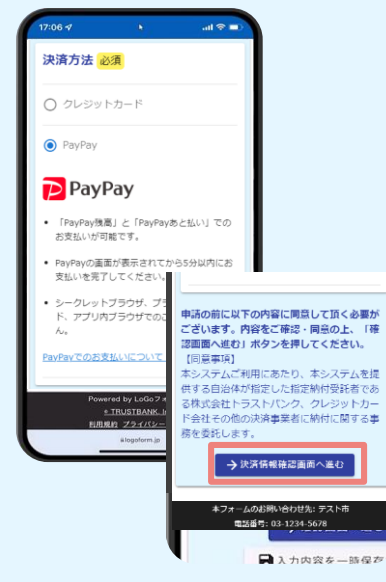 17:06
決済方法 必須
クレジットカード
PayPay
PayPay
「PayPay残高」と「PayPayあと払い」での
お支払いが可能です。
PayPayの画面が表示されてから5分以内にお
支払いを完了してください。
シークレットブラウザ、プラ
ド、アプリ内ブラウザでのご
ん。
PayPayでのお支払いについて
Powered by LoGoフォ
TRUSTBANK,
利用規約 プライバシー
logoform.jp
申請の前に以下の内容に同意して頂く必要が
ございます。内容をご確認・同意の上、「確
認画面へ進む」ボタンを押してください。
【同意事項】
本システムご利用にあたり、本システムを提
供する自治体が指定した指定納付受託者であ
る株式会社トラストバンク、クレジットカー
ド会社その他の決済事業者に納付に関する事
務を委託します。
→決済情報確認画面へ進む
本フォームのお問い合わせ先: テスト市
電話番号: 03-1234-5678
入力内容を一時保存